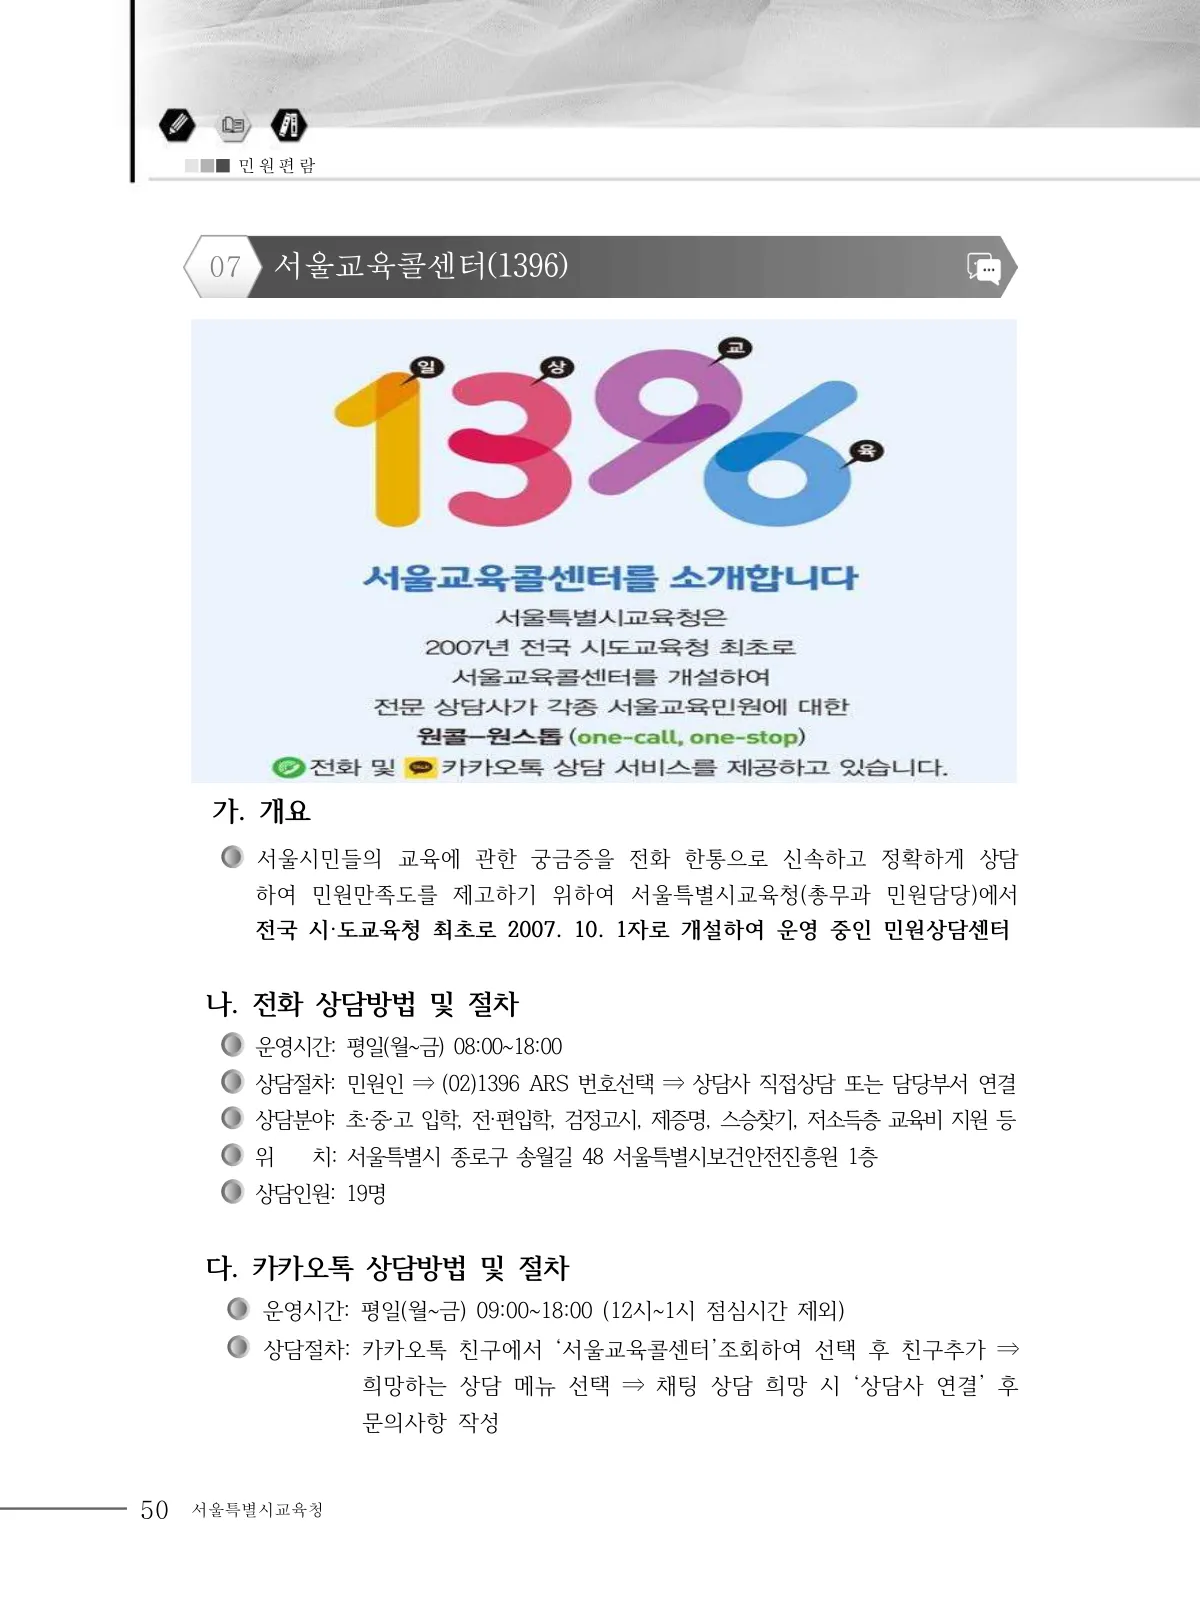 민원편람
07 서울교육콜센터(1396)
일 상 교 육
1396
서울교육콜센터를 소개합니다
서울특별시교육청은
2007년 전국 시도교육청 최초로
서울교육콜센터를 개설하여
전문 상담사가 각종 서울교육민원에 대한
원콜-원스톱 (one-call, one-stop)
전화 및 TALK 카카오톡 상담 서비스를 제공하고 있습니다.
가. 개요
서울시민들의 교육에 관한 궁금증을 전화 한통으로 신속하고 정확하게 상담
하여 민원만족도를 제고하기 위하여 서울특별시교육청(총무과 민원담당)에서
전국 시·도교육청 최초로 2007. 10. 1자로 개설하여 운영 중인 민원상담센터
나. 전화 상담방법 및 절차
운영시간: 평일(월~금) 08:00~18:00
상담절차: 민원인 ⇒ (02)1396 ARS 번호선택 ⇒ 상담사 직접상담 또는 담당부서 연결
상담분야: 초·중·고 입학, 전·편입학, 검정고시, 제증명, 스승찾기, 저소득층 교육비 지원 등
위 치: 서울특별시 종로구 송월길 48 서울특별시보건안전진흥원 1층
상담인원: 19명
다. 카카오톡 상담방법 및 절차
운영시간: 평일(월~금) 09:00~18:00 (12시~1시 점심시간 제외)
상담절차: 카카오톡 친구에서 ‘서울교육콜센터’조회하여 선택 후 친구추가 ⇒
희망하는 상담 메뉴 선택 ⇒ 채팅 상담 희망 시 ‘상담사 연결’ 후
문의사항 작성
50 서울특별시교육청